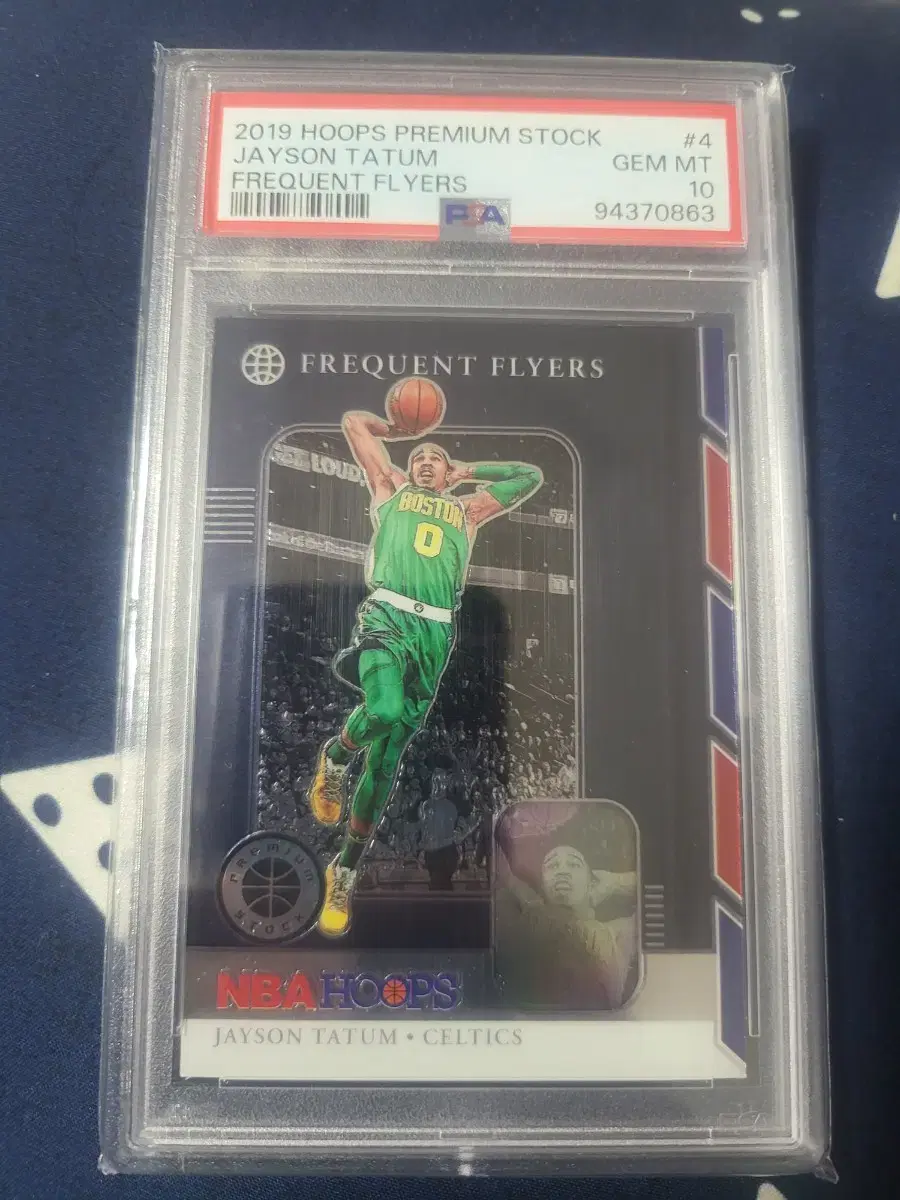 2019 HOOPS PREMIUM STOCK #4
JAYSON TATUM GEM MT
FREQUENT FLYERS 10
PSA 94370863
FREQUENT FLYERS
LOUD
BOSTON
0
PREMIUM
STOCK
NBA HOOPS
JAYSON TATUM • CELTICS